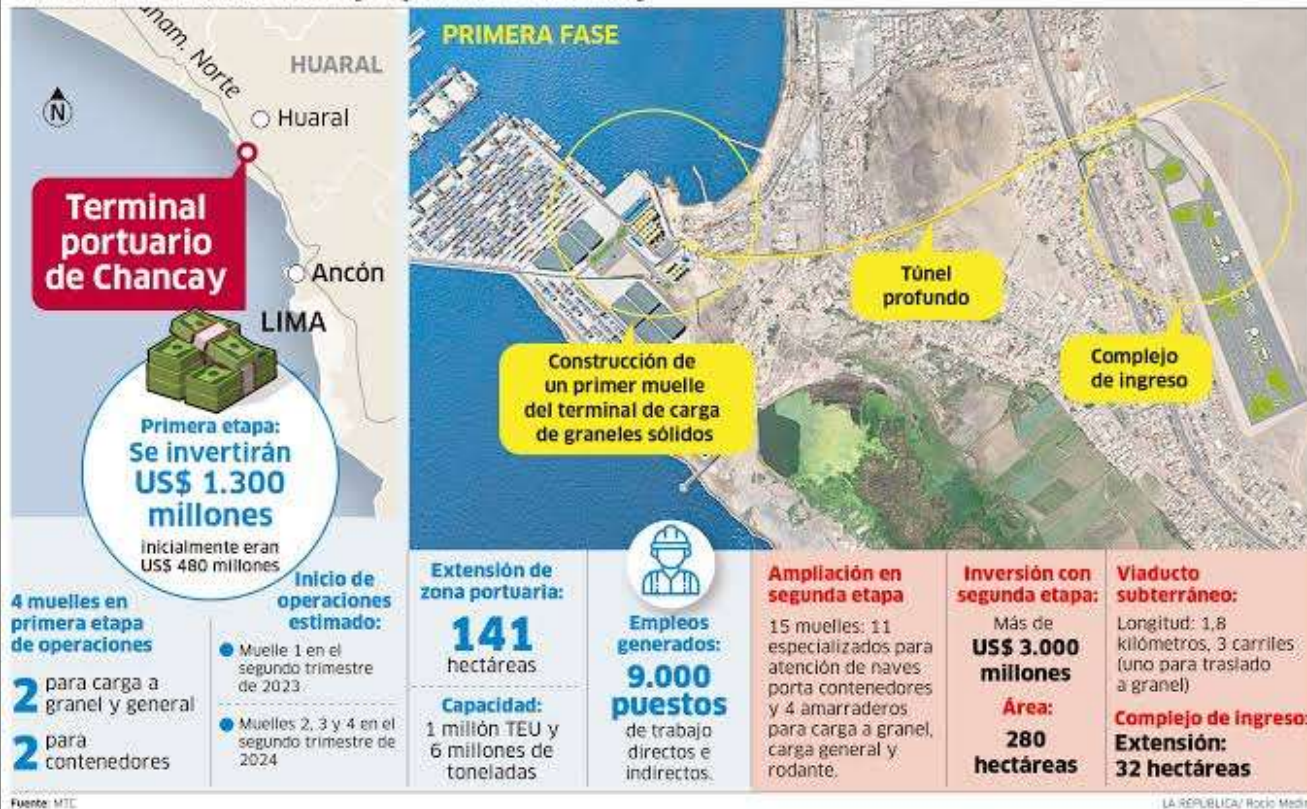 Panam. Norte
HUARAL
N
Huaral
Terminal
portuario
de Chancay
Ancón
LIMA
Primera etapa:
Se invertirán
US$ 1.300
millones
inicialmente eran
US$ 480 millones
PRIMERA FASE
Construcción de
un primer muelle
del terminal de carga
de graneles sólidos
Túnel
profundo
Complejo
de ingreso
4 muelles en
primera etapa
de operaciones
2 para carga a
granel y general
2 para
contenedores
Inicio de
operaciones
estimado:
Muelle 1 en el
segundo trimestre
de 2023
Muelles 2, 3 y 4 en el
segundo trimestre de
2024
Extensión de
zona portuaria:
141
hectáreas
Capacidad:
1 millón TEU y
6 millones de
toneladas
Empleos
generados:
9.000
puestos
de trabajo
directos e
indirectos.
Ampliación en
segunda etapa
15 muelles: 11
especializados para
atención de naves
porta contenedores
y 4 amarraderos
para carga a granel,
carga general y
rodante.
Inversión con
segunda etapa:
Más de
US$ 3.000
millones
Área:
280
hectáreas
Viaducto
subterráneo:
Longitud: 1,8
kilómetros, 3 carriles
(uno para traslado
a granel)
Complejo de ingreso:
Extensión:
32 hectáreas
Fuente: MTC
LA REPÚBLICA/ Rocío